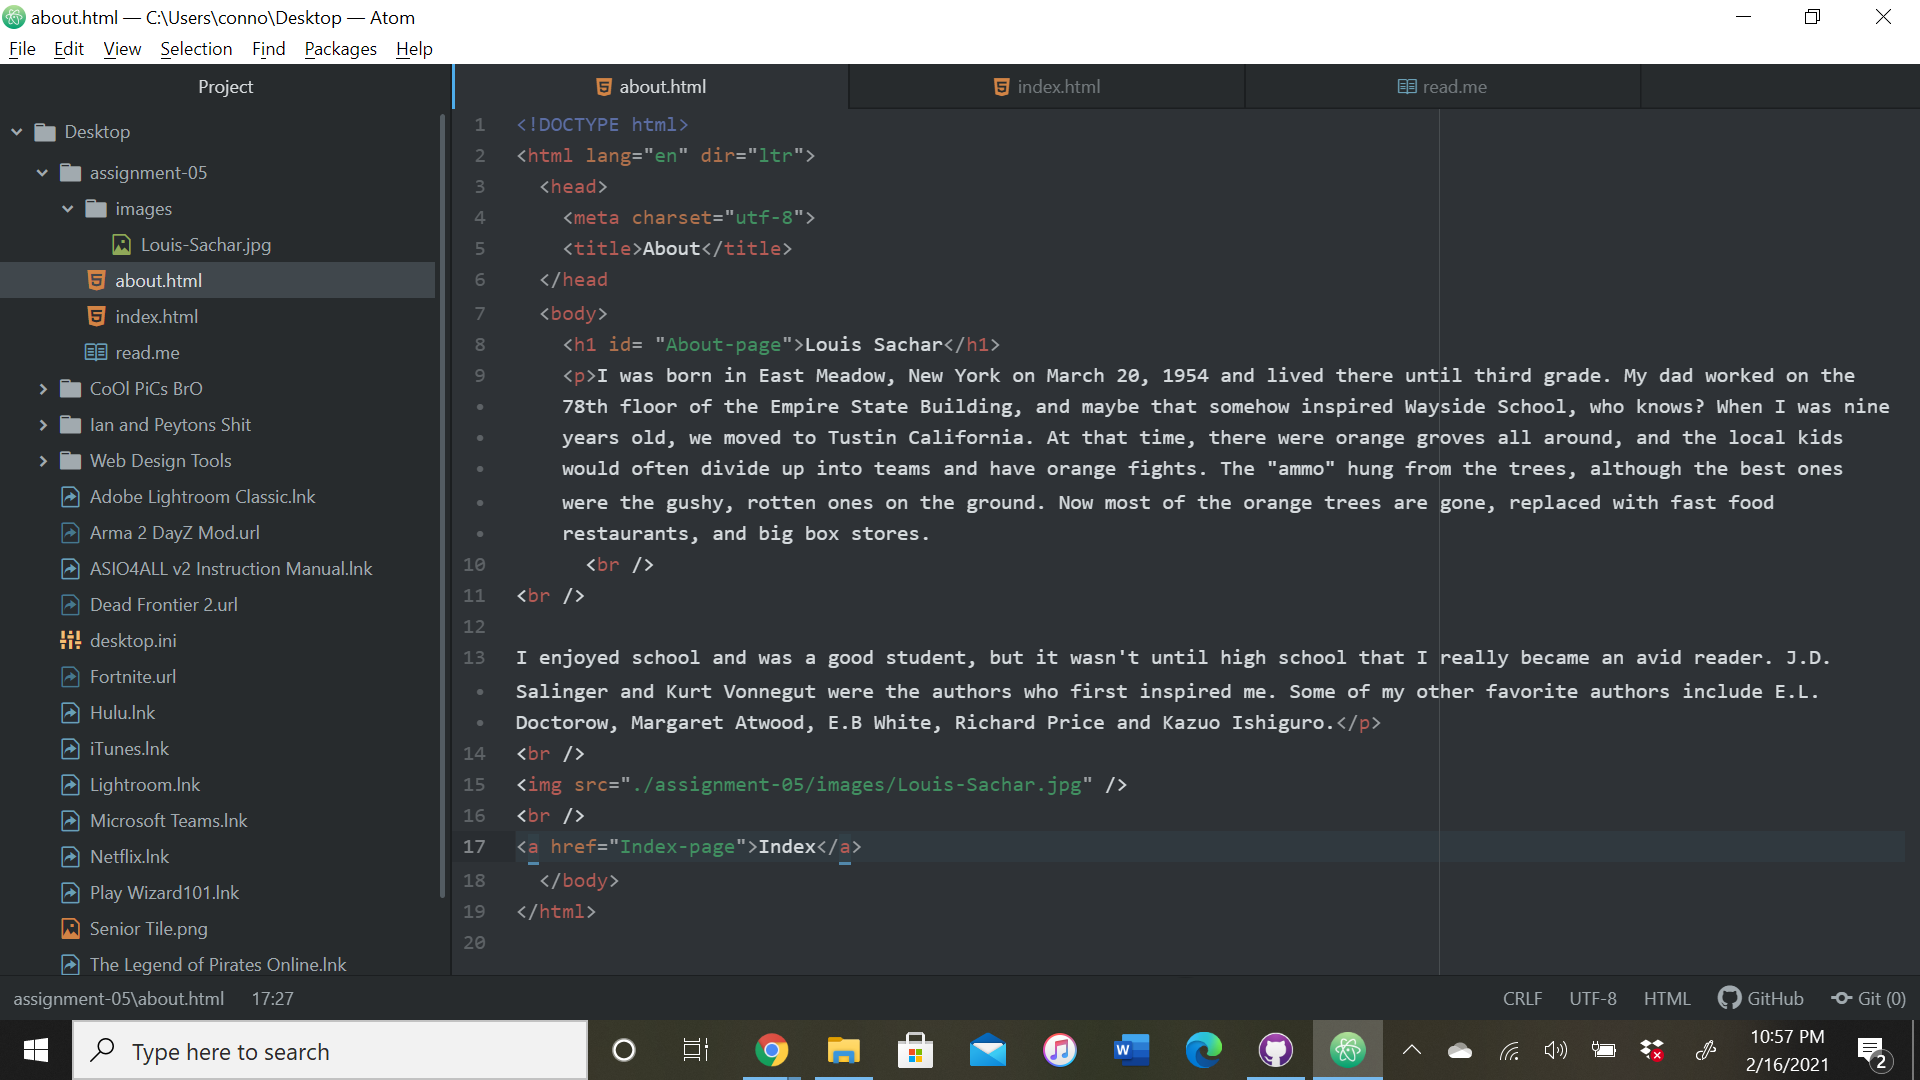 about.html — C:\Users\conno\Desktop — Atom
File Edit View Selection Find Packages Help
Project
about.html
index.html
read.me
Desktop
assignment-05
images
Louis-Sachar.jpg
about.html
index.html
read.me
CoOl PiCs BrO
Ian and Peytons Shit
Web Design Tools
Adobe Lightroom Classic.lnk
Arma 2 DayZ Mod.url
ASIO4ALL v2 Instruction Manual.lnk
Dead Frontier 2.url
desktop.ini
Fortnite.url
Hulu.lnk
iTunes.lnk
Lightroom.lnk
Microsoft Teams.lnk
Netflix.lnk
Play Wizard101.lnk
Senior Tile.png
The Legend of Pirates Online.lnk
1 <!DOCTYPE html>
2 <html lang="en" dir="ltr">
3 <head>
4 <meta charset="utf-8">
5 <title>About</title>
6 </head
7 <body>
8 <h1 id= "About-page">Louis Sachar</h1>
9 <p>I was born in East Meadow, New York on March 20, 1954 and lived there until third grade. My dad worked on the
• 78th floor of the Empire State Building, and maybe that somehow inspired Wayside School, who knows? When I was nine
• years old, we moved to Tustin California. At that time, there were orange groves all around, and the local kids
• would often divide up into teams and have orange fights. The "ammo" hung from the trees, although the best ones
• were the gushy, rotten ones on the ground. Now most of the orange trees are gone, replaced with fast food
• restaurants, and big box stores.
10 <br />
11 <br />
12
13 I enjoyed school and was a good student, but it wasn't until high school that I really became an avid reader. J.D.
• Salinger and Kurt Vonnegut were the authors who first inspired me. Some of my other favorite authors include E.L.
• Doctorow, Margaret Atwood, E.B White, Richard Price and Kazuo Ishiguro.</p>
14 <br />
15 <img src="./assignment-05/images/Louis-Sachar.jpg" />
16 <br />
17 <a href="Index-page">Index</a>
18 </body>
19 </html>
20
assignment-05\about.html 17:27
CRLF UTF-8 HTML GitHub Git (0)
Type here to search
10:57 PM
2/16/2021
2